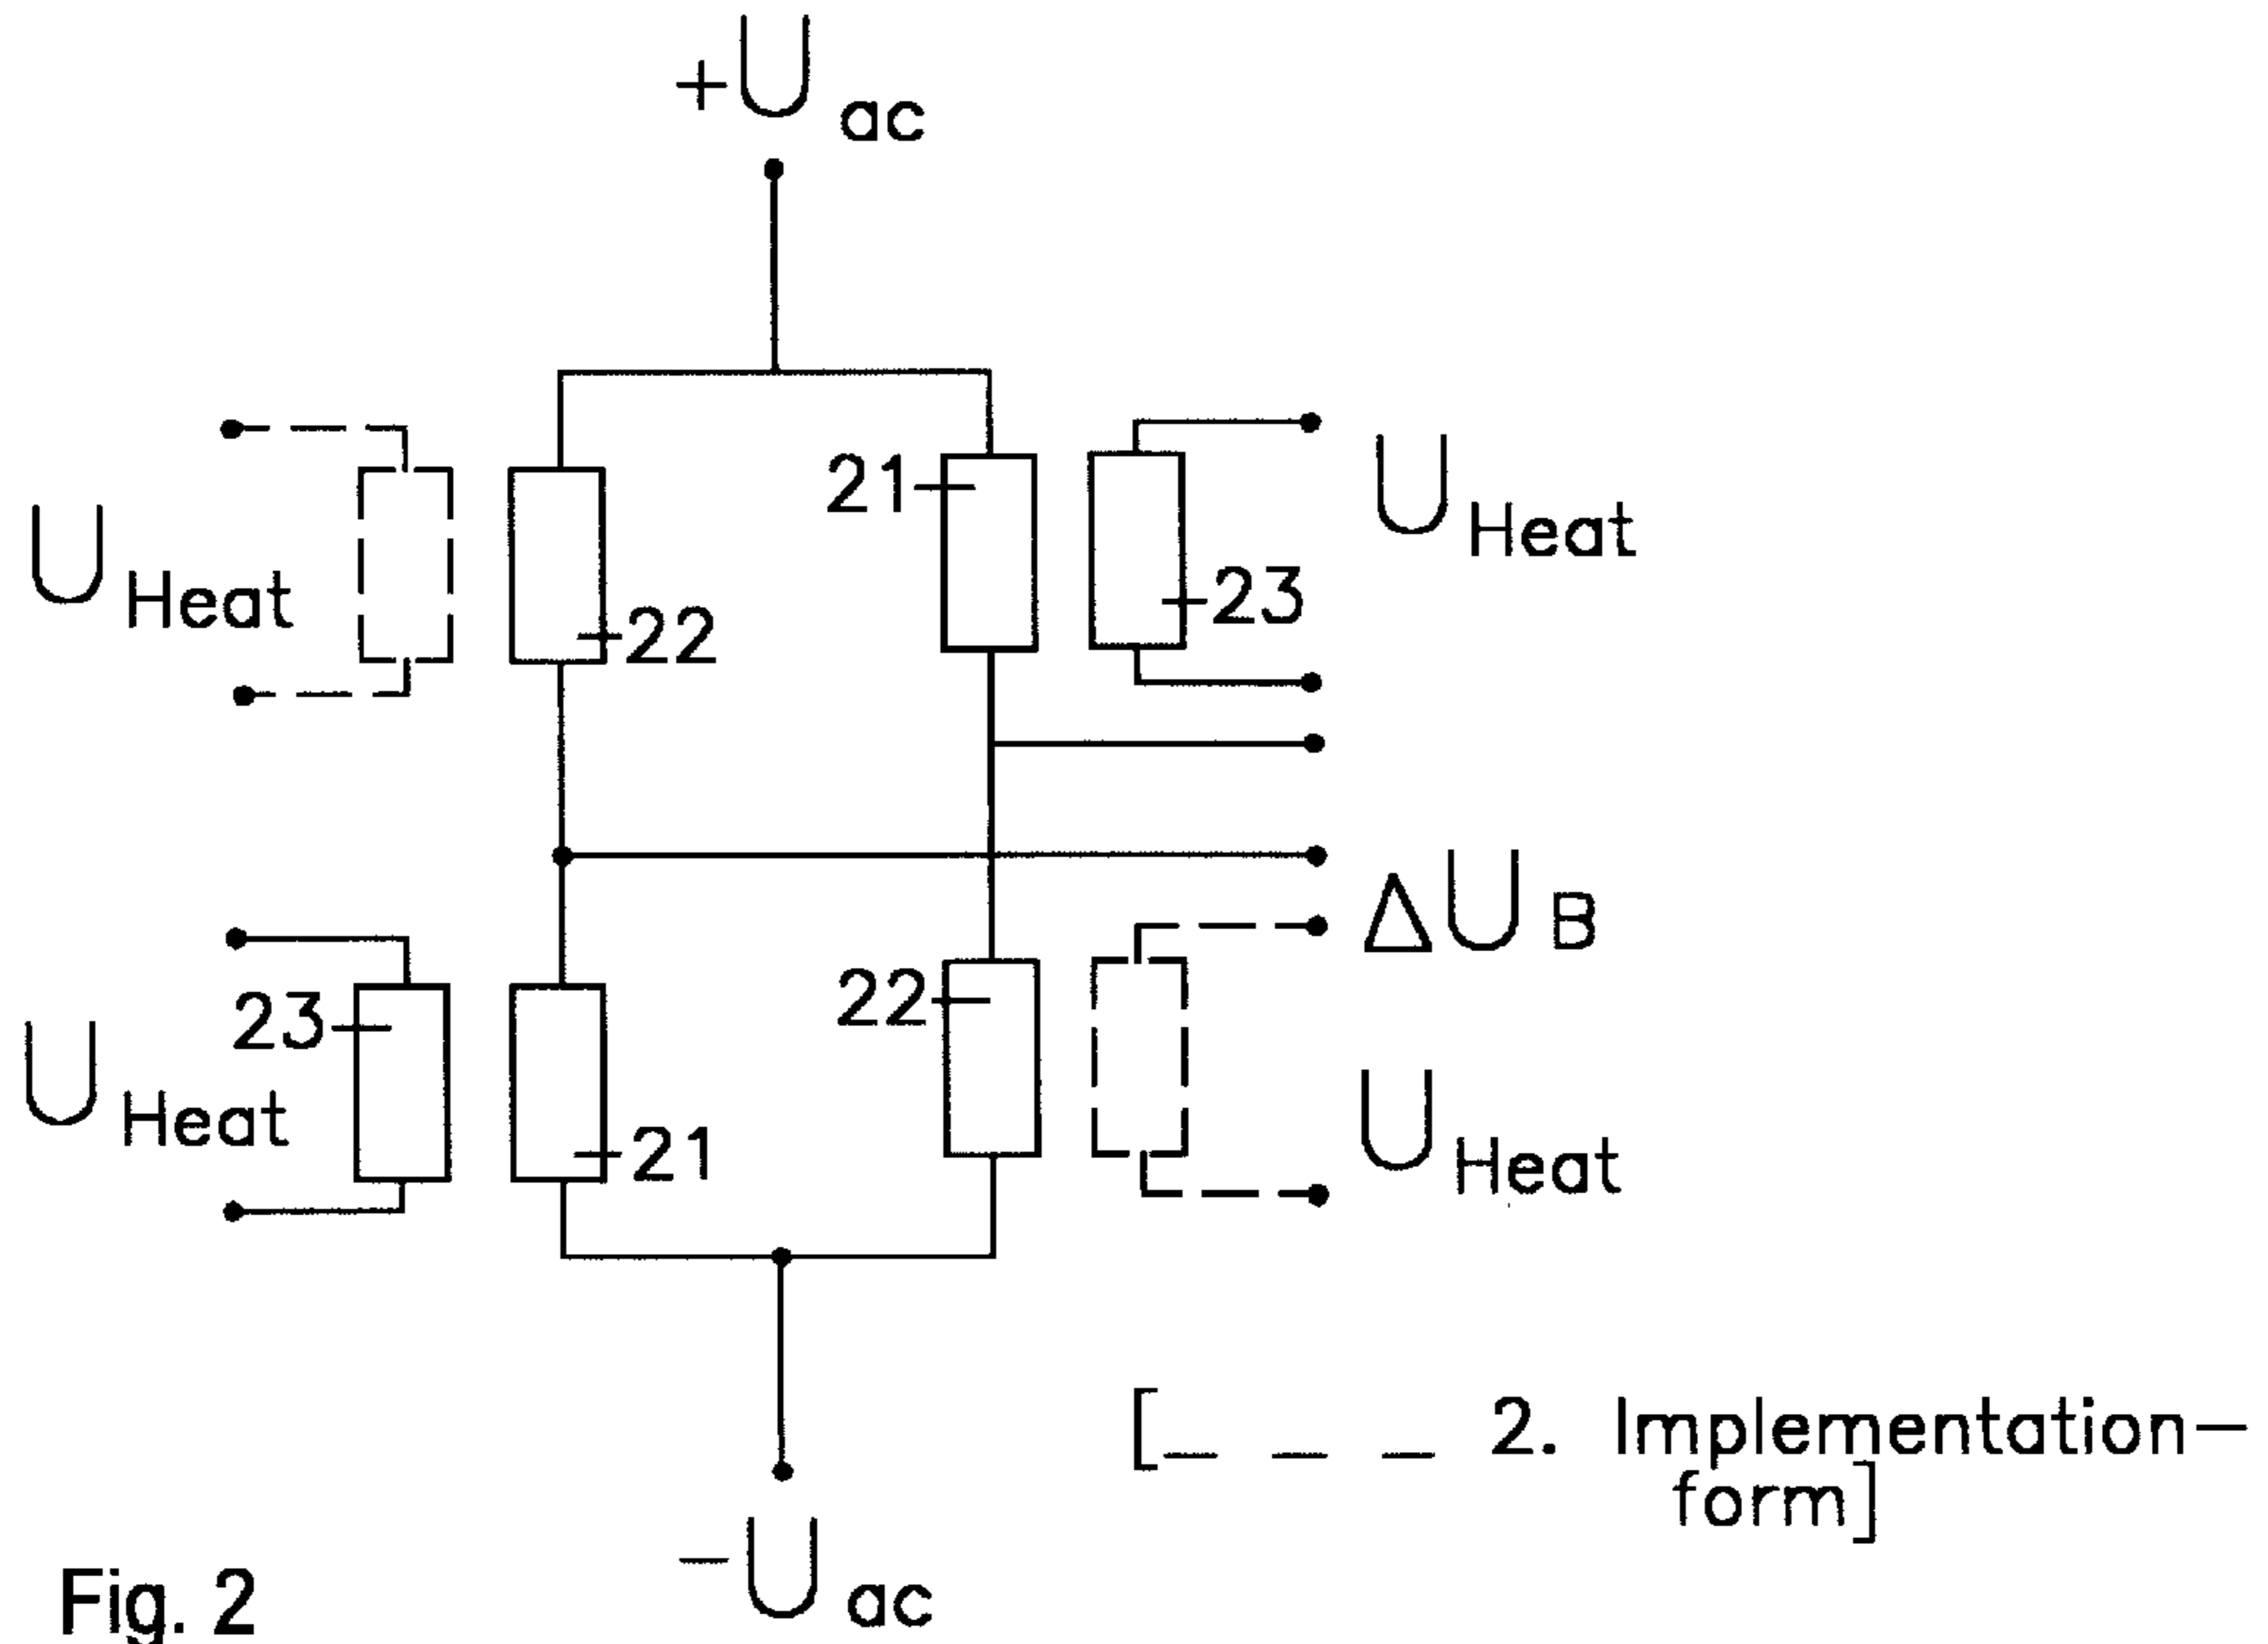 +U ac
21
U Heat
U Heat
22
23
ΔU B
23
22
U Heat
21
U Heat
[_ _ _ 2. Implementation—
form]
-U ac
Fig. 2